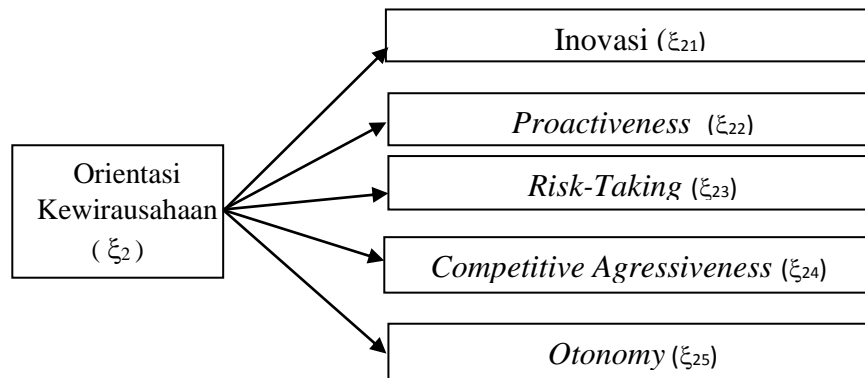 Inovasi (ξ21)
Proactiveness (ξ22)
Orientasi
Kewirausahaan
( ξ2 )
Risk-Taking (ξ23)
Competitive Agressiveness (ξ24)
Otonomy (ξ25)